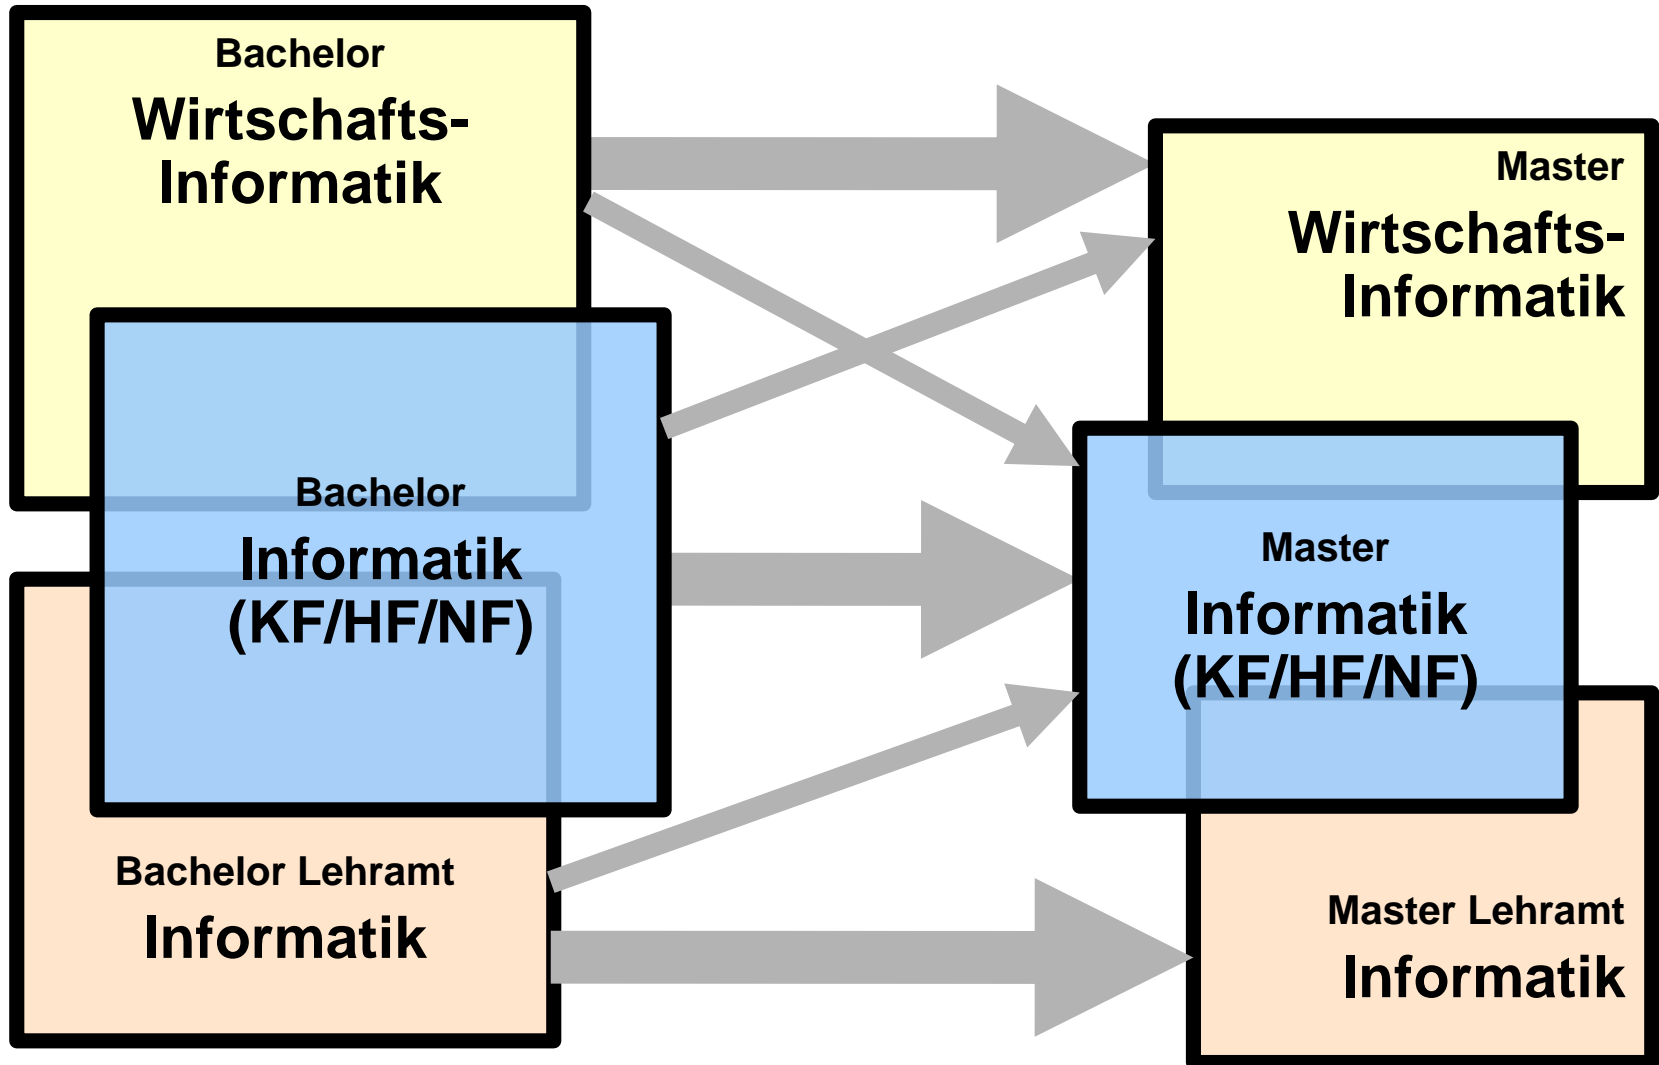 Bachelor
Wirtschafts-
Informatik
Bachelor
Informatik
(KF/HF/NF)
Bachelor Lehramt
Informatik
Master
Wirtschafts-
Informatik
Master
Informatik
(KF/HF/NF)
Master Lehramt
Informatik